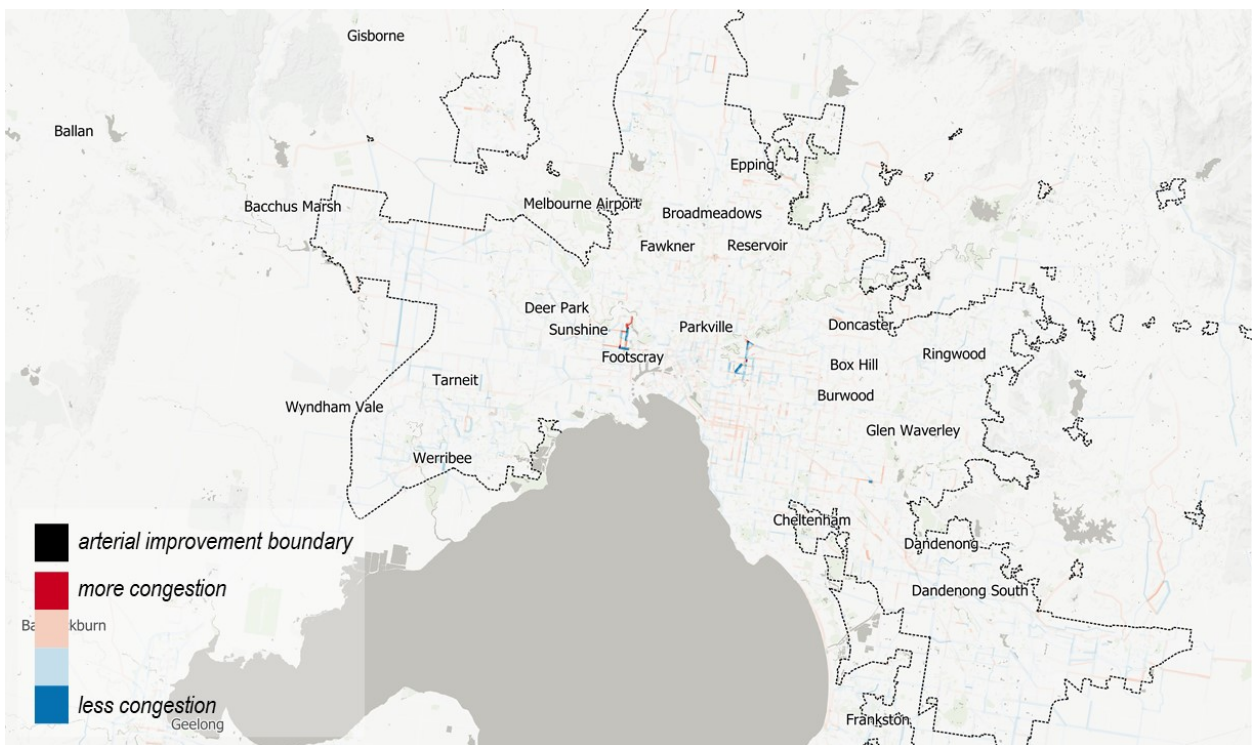 Gisborne
Ballan
Epping
Bacchus Marsh
Melbourne Airport
Broadmeadows
Fawkner
Reservoir
Deer Park
Sunshine
Parkville
Doncaster
Footscray
Ringwood
Box Hill
Tarneit
Burwood
Wyndham Vale
Glen Waverley
Werribee
Cheltenham
arterial improvement boundary
Dandenong
more congestion
Dandenong South
less congestion
Geelong
Frankston